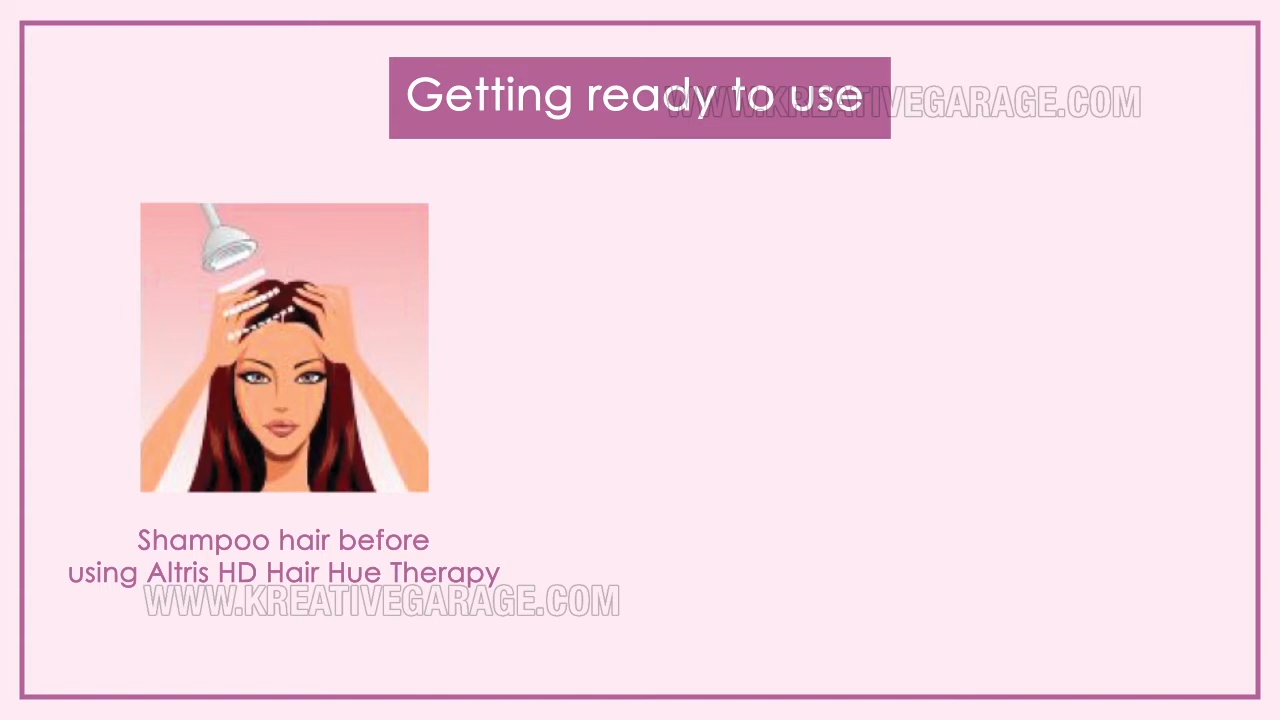 Getting ready to use
WWW.KREATIVEGARAGE.COM
Shampoo hair before
using Altris HD Hair Hue Therapy
WWW.KREATIVEGARAGE.COM